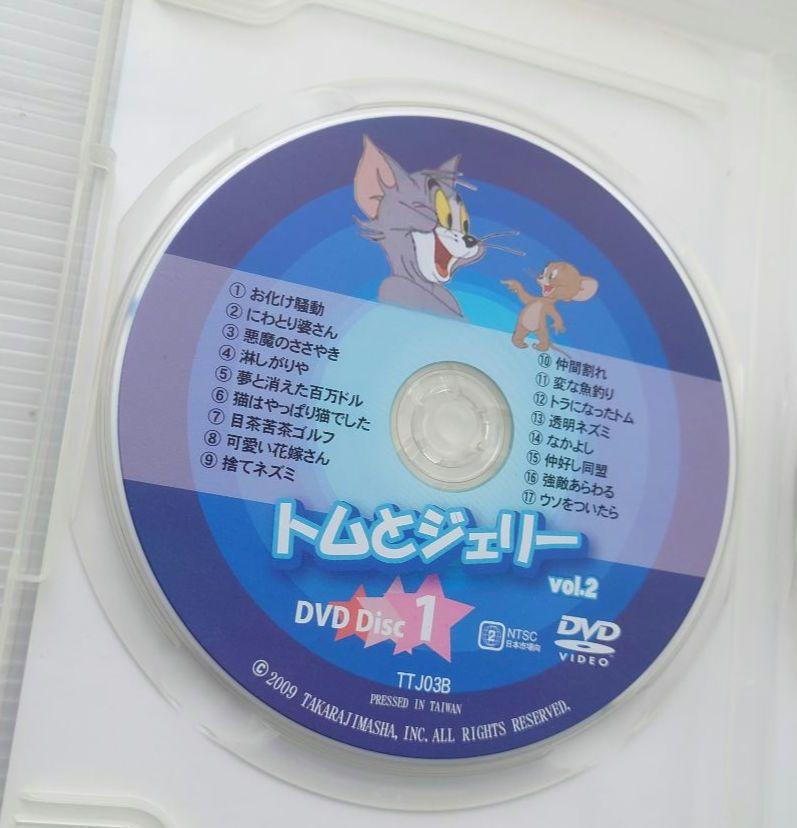 ① お化け騒動
② にわとり婆さん
③ 悪魔のささやき
④ 淋しがりや
⑤ 夢と消えた百万ドル
⑥ 猫はやっぱり猫でした
⑦ 目茶苦茶ゴルフ
⑧ 可愛い花嫁さん
⑨ 捨てネズミ
⑩ 仲間割れ
⑪ 変な魚釣り
⑫ トラになったトム
⑬ 透明ネズミ
⑭ なかよし
⑮ 仲好し同盟
⑯ 強敵あらわる
⑰ ウソをついたら
トムとジェリー
vol.2
DVD Disc 1
2 NTSC
日本市場向
DVD
VIDEO
TTJ03B
PRESSED IN TAIWAN
©2009 TAKARAJIMASHA, INC. ALL RIGHTS RESERVED.